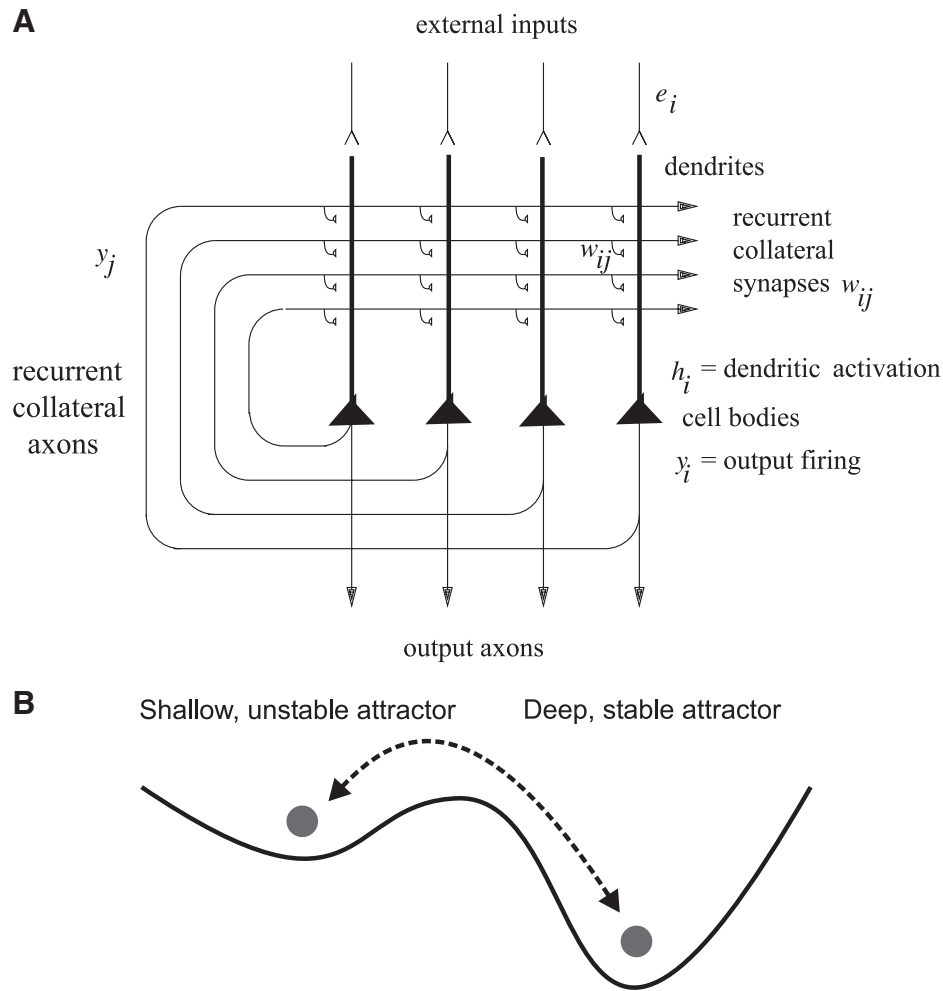 A
external inputs
e_i
dendrites
recurrent
collateral
synapses w_ij
w_ij
y_j
recurrent
collateral
axons
h_i = dendritic activation
cell bodies
y_i = output firing
output axons
B
Shallow, unstable attractor
Deep, stable attractor